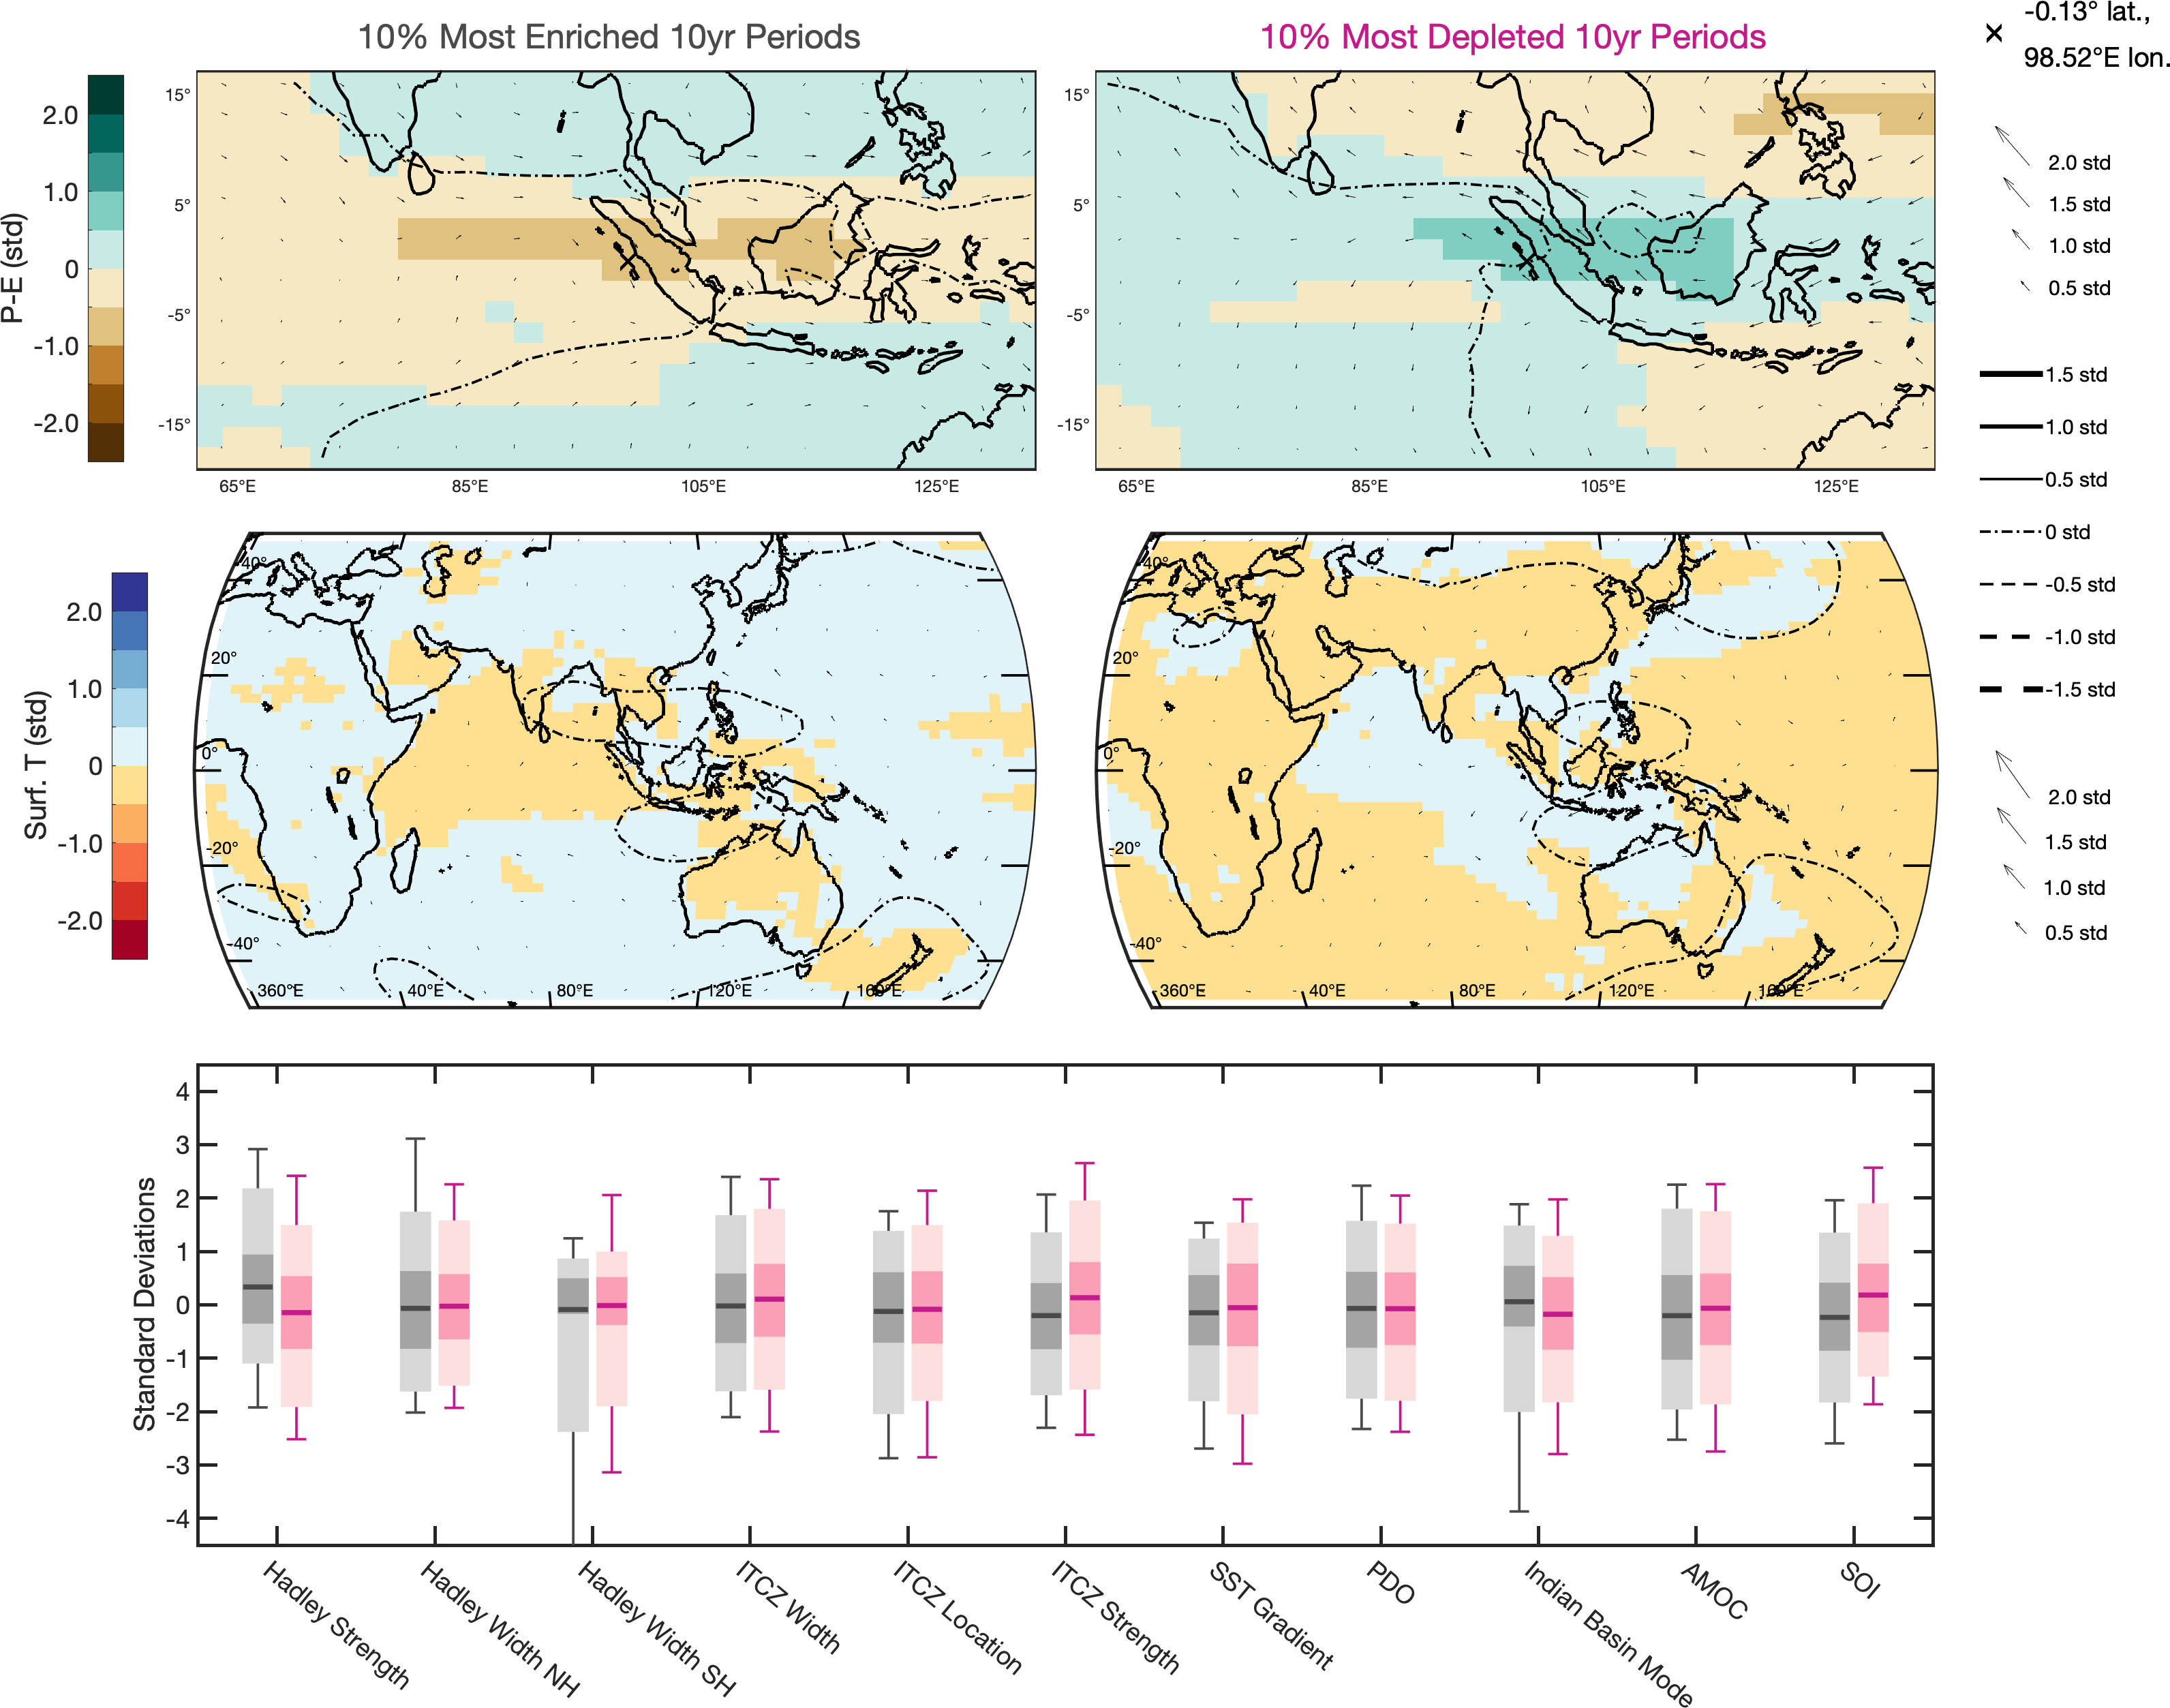 10% Most Enriched 10yr Periods
10% Most Depleted 10yr Periods
-0.13° lat.,
98.52°E lon.
P-E (std)
2.0
1.0
0
-1.0
-2.0
15°
5°
-5°
-15°
65°E
85°E
105°E
125°E
15°
5°
-5°
-15°
65°E
85°E
105°E
125°E
2.0 std
1.5 std
1.0 std
0.5 std
1.5 std
1.0 std
0.5 std
0 std
-0.5 std
-1.0 std
-1.5 std
Surf. T (std)
2.0
1.0
0
-1.0
-2.0
40°
20°
0°
-20°
-40°
360°E
40°E
80°E
120°E
160°E
40°
20°
0°
-20°
-40°
360°E
40°E
80°E
120°E
160°E
2.0 std
1.5 std
1.0 std
0.5 std
Standard Deviations
4
3
2
1
0
-1
-2
-3
-4
Hadley Strength
Hadley Width NH
Hadley Width SH
ITCZ Width
ITCZ Location
ITCZ Strength
SST Gradient
PDO
Indian Basin Mode
AMOC
SOI